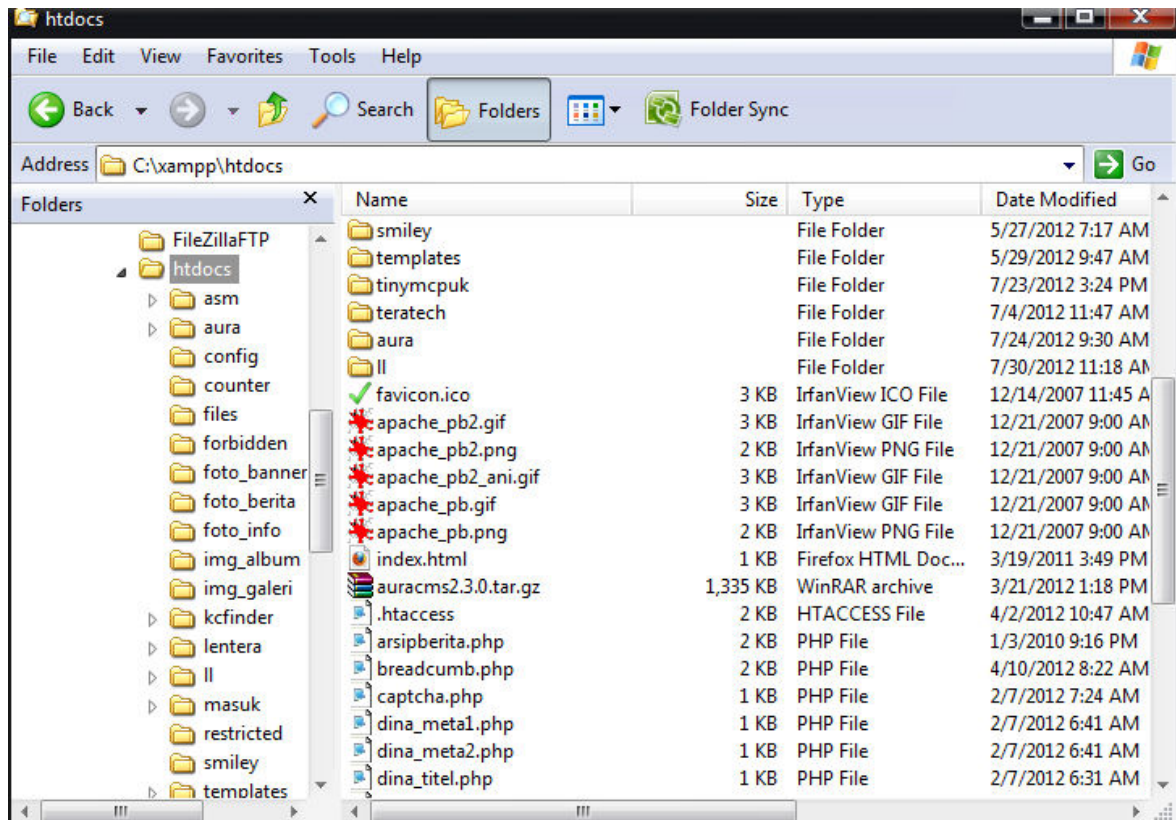 htdocs
File Edit View Favorites Tools Help
Back Search Folders Folder Sync
Address C:\xampp\htdocs Go
Folders
FileZillaFTP
htdocs
asm
aura
config
counter
files
forbidden
foto_banner
foto_berita
foto_info
img_album
img_galeri
kcfinder
lentera
ll
masuk
restricted
smiley
templates
Name Size Type Date Modified
smiley File Folder 5/27/2012 7:17 AM
templates File Folder 5/29/2012 9:47 AM
tinymcpuk File Folder 7/23/2012 3:24 PM
teratech File Folder 7/4/2012 11:47 AM
aura File Folder 7/24/2012 9:30 AM
ll File Folder 7/30/2012 11:18 AM
favicon.ico 3 KB IrfanView ICO File 12/14/2007 11:45 A
apache_pb2.gif 3 KB IrfanView GIF File 12/21/2007 9:00 AM
apache_pb2.png 2 KB IrfanView PNG File 12/21/2007 9:00 AM
apache_pb2_ani.gif 3 KB IrfanView GIF File 12/21/2007 9:00 AM
apache_pb.gif 3 KB IrfanView GIF File 12/21/2007 9:00 AM
apache_pb.png 2 KB IrfanView PNG File 12/21/2007 9:00 AM
index.html 1 KB Firefox HTML Doc... 3/19/2011 3:49 PM
auracms2.3.0.tar.gz 1,335 KB WinRAR archive 3/21/2012 1:18 PM
.htaccess 2 KB HTACCESS File 4/2/2012 10:47 AM
arsipberita.php 2 KB PHP File 1/3/2010 9:16 PM
breadcumb.php 2 KB PHP File 4/10/2012 8:22 AM
captcha.php 1 KB PHP File 2/7/2012 7:24 AM
dina_meta1.php 1 KB PHP File 2/7/2012 6:41 AM
dina_meta2.php 1 KB PHP File 2/7/2012 6:41 AM
dina_titel.php 1 KB PHP File 2/7/2012 6:31 AM